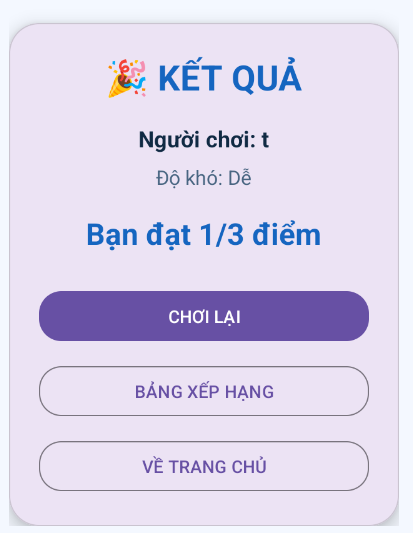 🎉 KẾT QUẢ
Người chơi: t
Độ khó: Dễ
Bạn đạt 1/3 điểm
CHƠI LẠI
BẢNG XẾP HẠNG
VỀ TRANG CHỦ